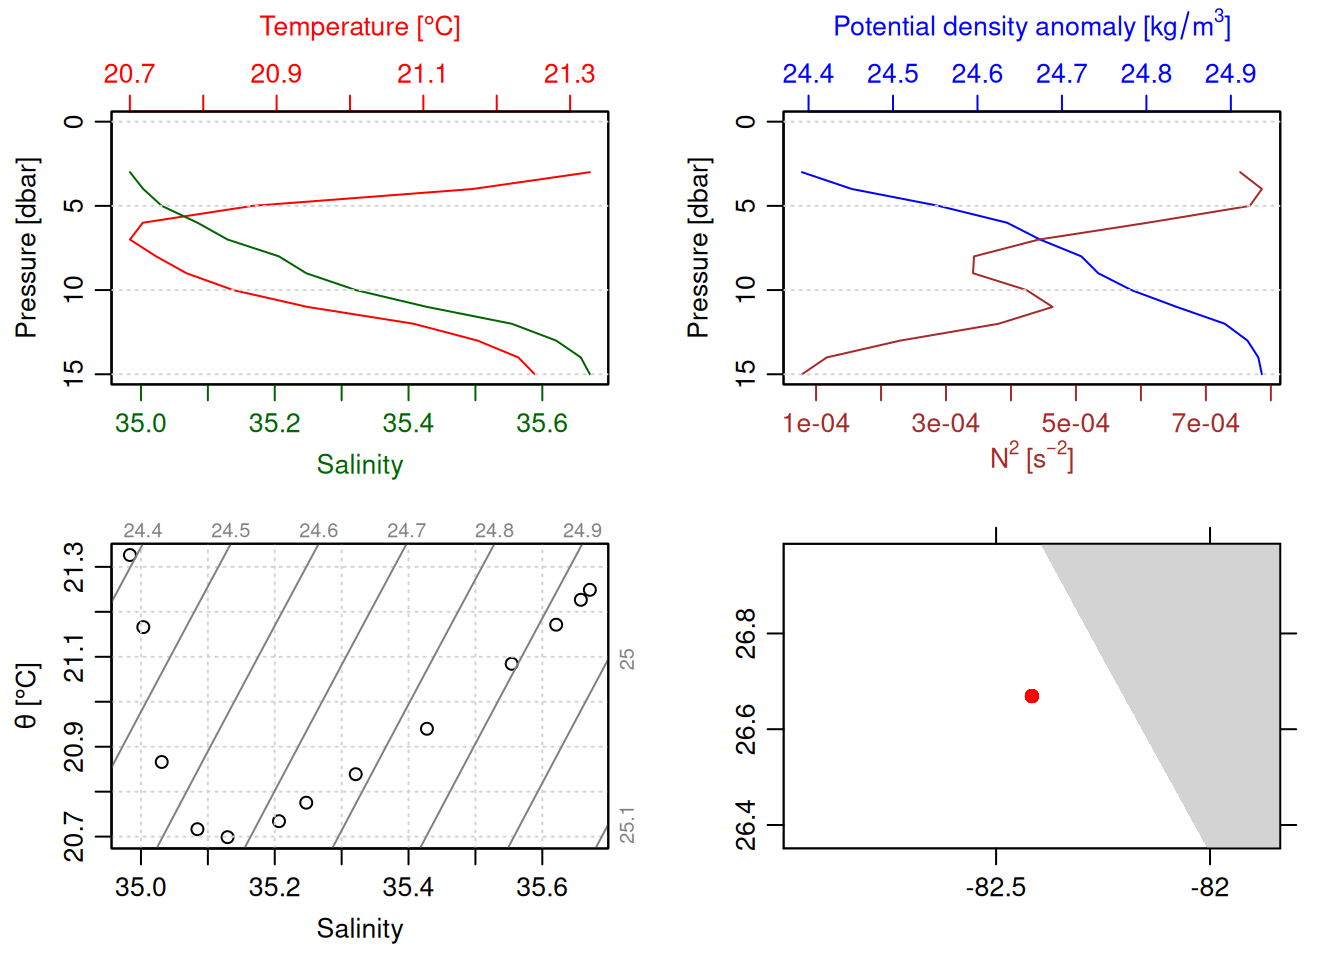 Temperature [°C]
20.7 20.9 21.1 21.3
0
5
10
15
Pressure [dbar]
35.0 35.2 35.4 35.6
Salinity
Potential density anomaly [kg/m³]
24.4 24.5 24.6 24.7 24.8 24.9
0
5
10
15
Pressure [dbar]
1e-04 3e-04 5e-04 7e-04
N² [s⁻²]
24.4 24.5 24.6 24.7 24.8 24.9
25
25.1
21.3
21.1
20.9
20.7
θ [°C]
35.0 35.2 35.4 35.6
Salinity
26.8
26.6
26.4
-82.5 -82